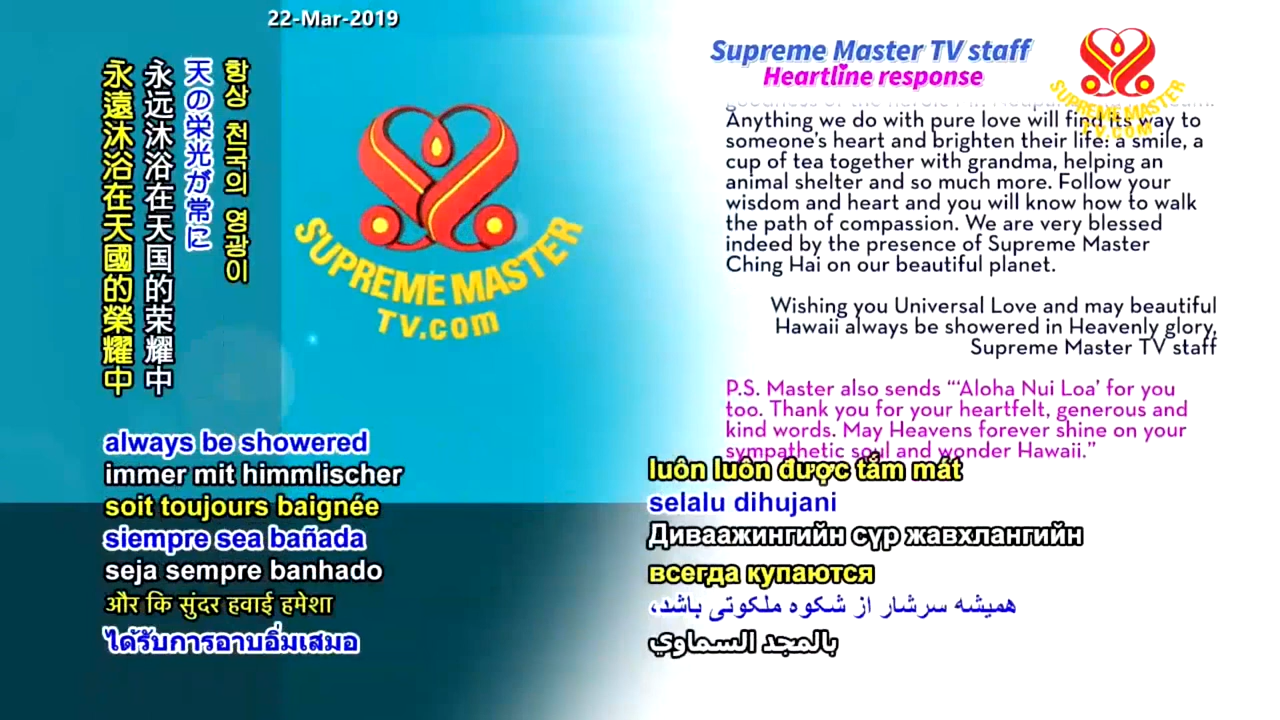 22-Mar-2019
永遠沐浴在天國的榮耀中
永远沐浴在天国的荣耀中
天の栄光が常に
항상 천국의 영광이
SUPREME MASTER
TV.com
Supreme Master TV staff
Heartline response
SUPREME MASTER
TV.COM
Anything we do with pure love will find its way to
someone's heart and brighten their life: a smile, a
cup of tea together with grandma, helping an
animal shelter and so much more. Follow your
wisdom and heart and you will know how to walk
the path of compassion. We are very blessed
indeed by the presence of Supreme Master
Ching Hai on our beautiful planet.
Wishing you Universal Love and may beautiful
Hawaii always be showered in Heavenly glory,
Supreme Master TV staff
P.S. Master also sends “‘Aloha Nui Loa’ for you
too. Thank you for your heartfelt, generous and
kind words. May Heavens forever shine on your
sympathetic soul and wonder Hawaii.”
always be showered
immer mit himmlischer
soit toujours baignée
siempre sea bañada
seja sempre banhado
और कि सुंदर हवाई हमेशा
ได้รับการอาบอิ่มเสมอ
luôn luôn được tắm mát
selalu dihujani
Диваажингийн сүр жавхлангийн
всегда купаются
همیشه سرشار از شکوه ملکوتی باشد،
بالمجد السماوي